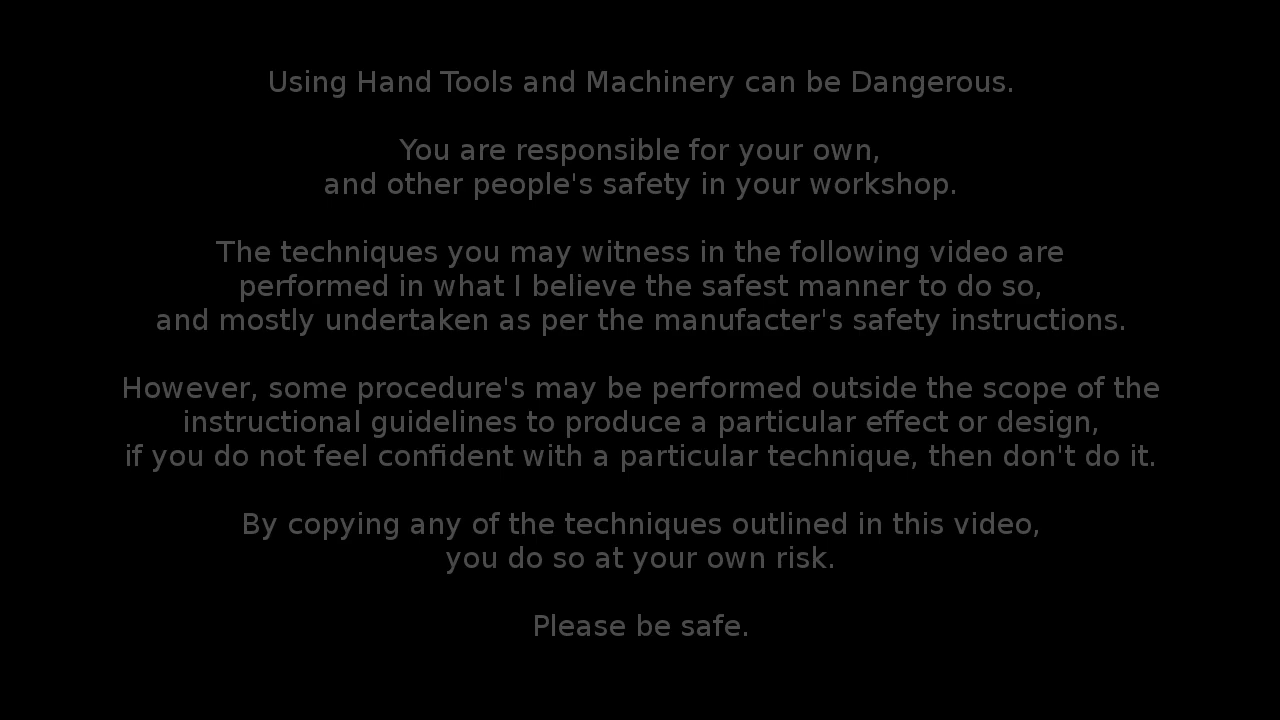 Using Hand Tools and Machinery can be Dangerous.
You are responsible for your own,
and other people's safety in your workshop.
The techniques you may witness in the following video are
performed in what I believe the safest manner to do so,
and mostly undertaken as per the manufacter's safety instructions.
However, some procedure's may be performed outside the scope of the
instructional guidelines to produce a particular effect or design,
if you do not feel confident with a particular technique, then don't do it.
By copying any of the techniques outlined in this video,
you do so at your own risk.
Please be safe.